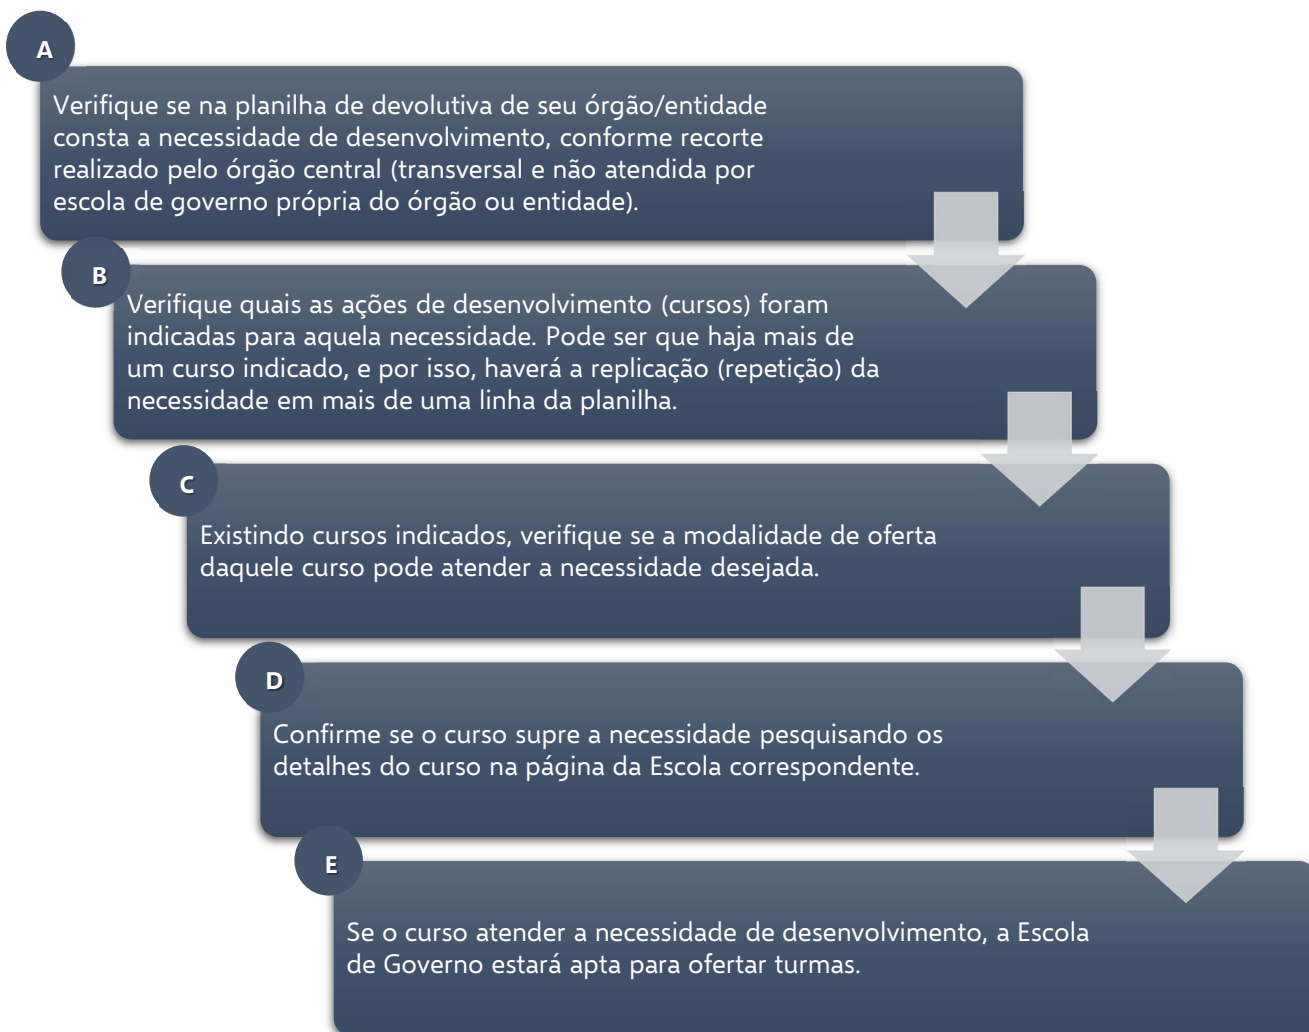 A
Verifique se na planilha de devolutiva de seu órgão/entidade
consta a necessidade de desenvolvimento, conforme recorte
realizado pelo órgão central (transversal e não atendida por
escola de governo própria do órgão ou entidade).
B
Verifique quais as ações de desenvolvimento (cursos) foram
indicadas para aquela necessidade. Pode ser que haja mais de
um curso indicado, e por isso, haverá a replicação (repetição) da
necessidade em mais de uma linha da planilha.
C
Existindo cursos indicados, verifique se a modalidade de oferta
daquele curso pode atender a necessidade desejada.
D
Confirme se o curso supre a necessidade pesquisando os
detalhes do curso na página da Escola correspondente.
E
Se o curso atender a necessidade de desenvolvimento, a Escola
de Governo estará apta para ofertar turmas.